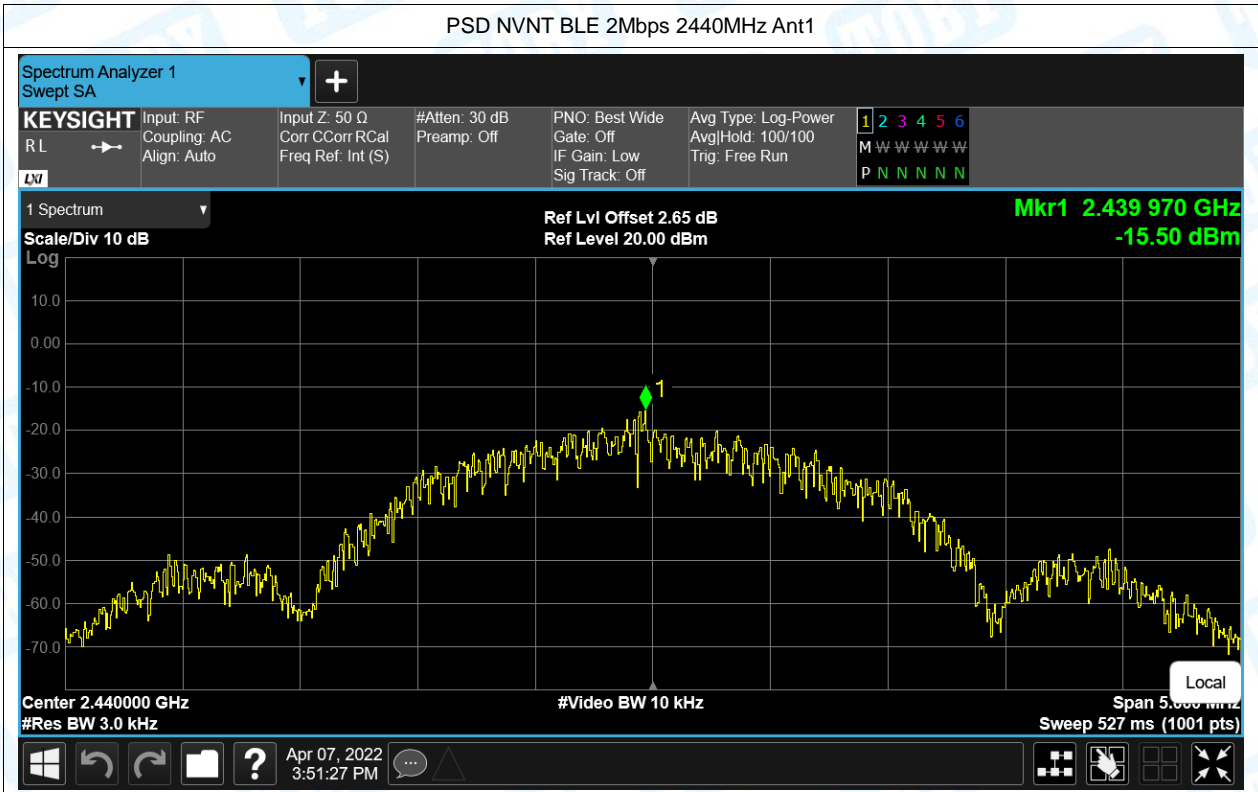 PSD NVNT BLE 2Mbps 2440MHz Ant1
Spectrum Analyzer 1
Swept SA
KEYSIGHT
RL
LXI
Input: RF
Coupling: AC
Align: Auto
Input Z: 50 Ω
Corr CCorr RCal
Freq Ref: Int (S)
#Atten: 30 dB
Preamp: Off
PNO: Best Wide
Gate: Off
IF Gain: Low
Sig Track: Off
Avg Type: Log-Power
Avg|Hold: 100/100
Trig: Free Run
1 2 3 4 5 6
M W W W W W
P N N N N N
1 Spectrum
Scale/Div 10 dB
Ref Lvl Offset 2.65 dB
Ref Level 20.00 dBm
Mkr1 2.439 970 GHz
-15.50 dBm
Log
10.0
0.00
-10.0
1
-20.0
-30.0
-40.0
-50.0
-60.0
-70.0
Local
Center 2.440000 GHz
#Video BW 10 kHz
Span 5.000 MHz
#Res BW 3.0 kHz
Sweep 527 ms (1001 pts)
?
Apr 07, 2022
3:51:27 PM